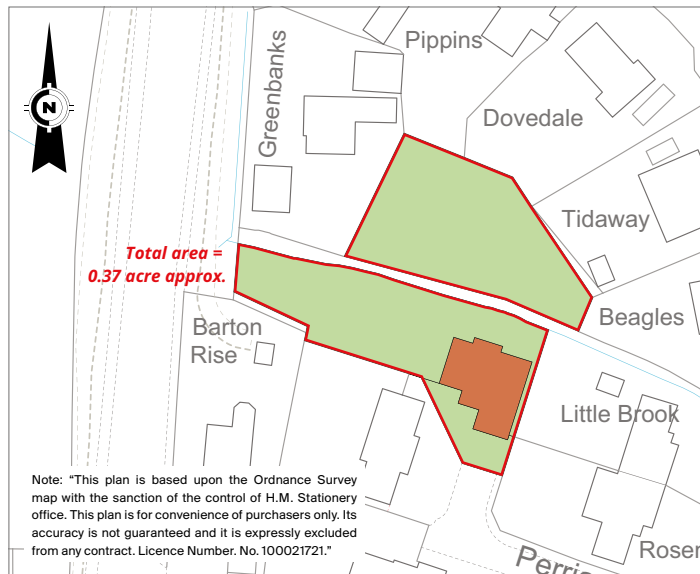 Pippins
Greenbanks
N
Dovedale
Tidaway
Total area =
0.37 acre approx.
Beagles
Barton
Rise
Little Brook
Note: “This plan is based upon the Ordnance Survey
map with the sanction of the control of H.M. Stationery
office. This plan is for convenience of purchasers only. Its
accuracy is not guaranteed and it is expressly excluded
from any contract. Licence Number. No. 100021721.”
Roser
Perris